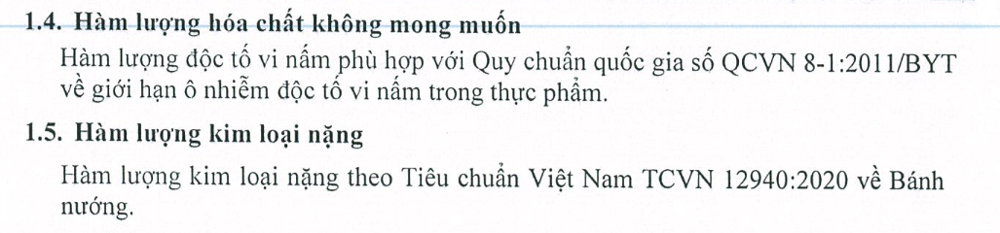 1.4. Hàm lượng hóa chất không mong muốn
Hàm lượng độc tố vi nấm phù hợp với Quy chuẩn quốc gia số QCVN 8-1:2011/BYT
về giới hạn ô nhiễm độc tố vi nấm trong thực phẩm.
1.5. Hàm lượng kim loại nặng
Hàm lượng kim loại nặng theo Tiêu chuẩn Việt Nam TCVN 12940:2020 về Bánh
nướng.